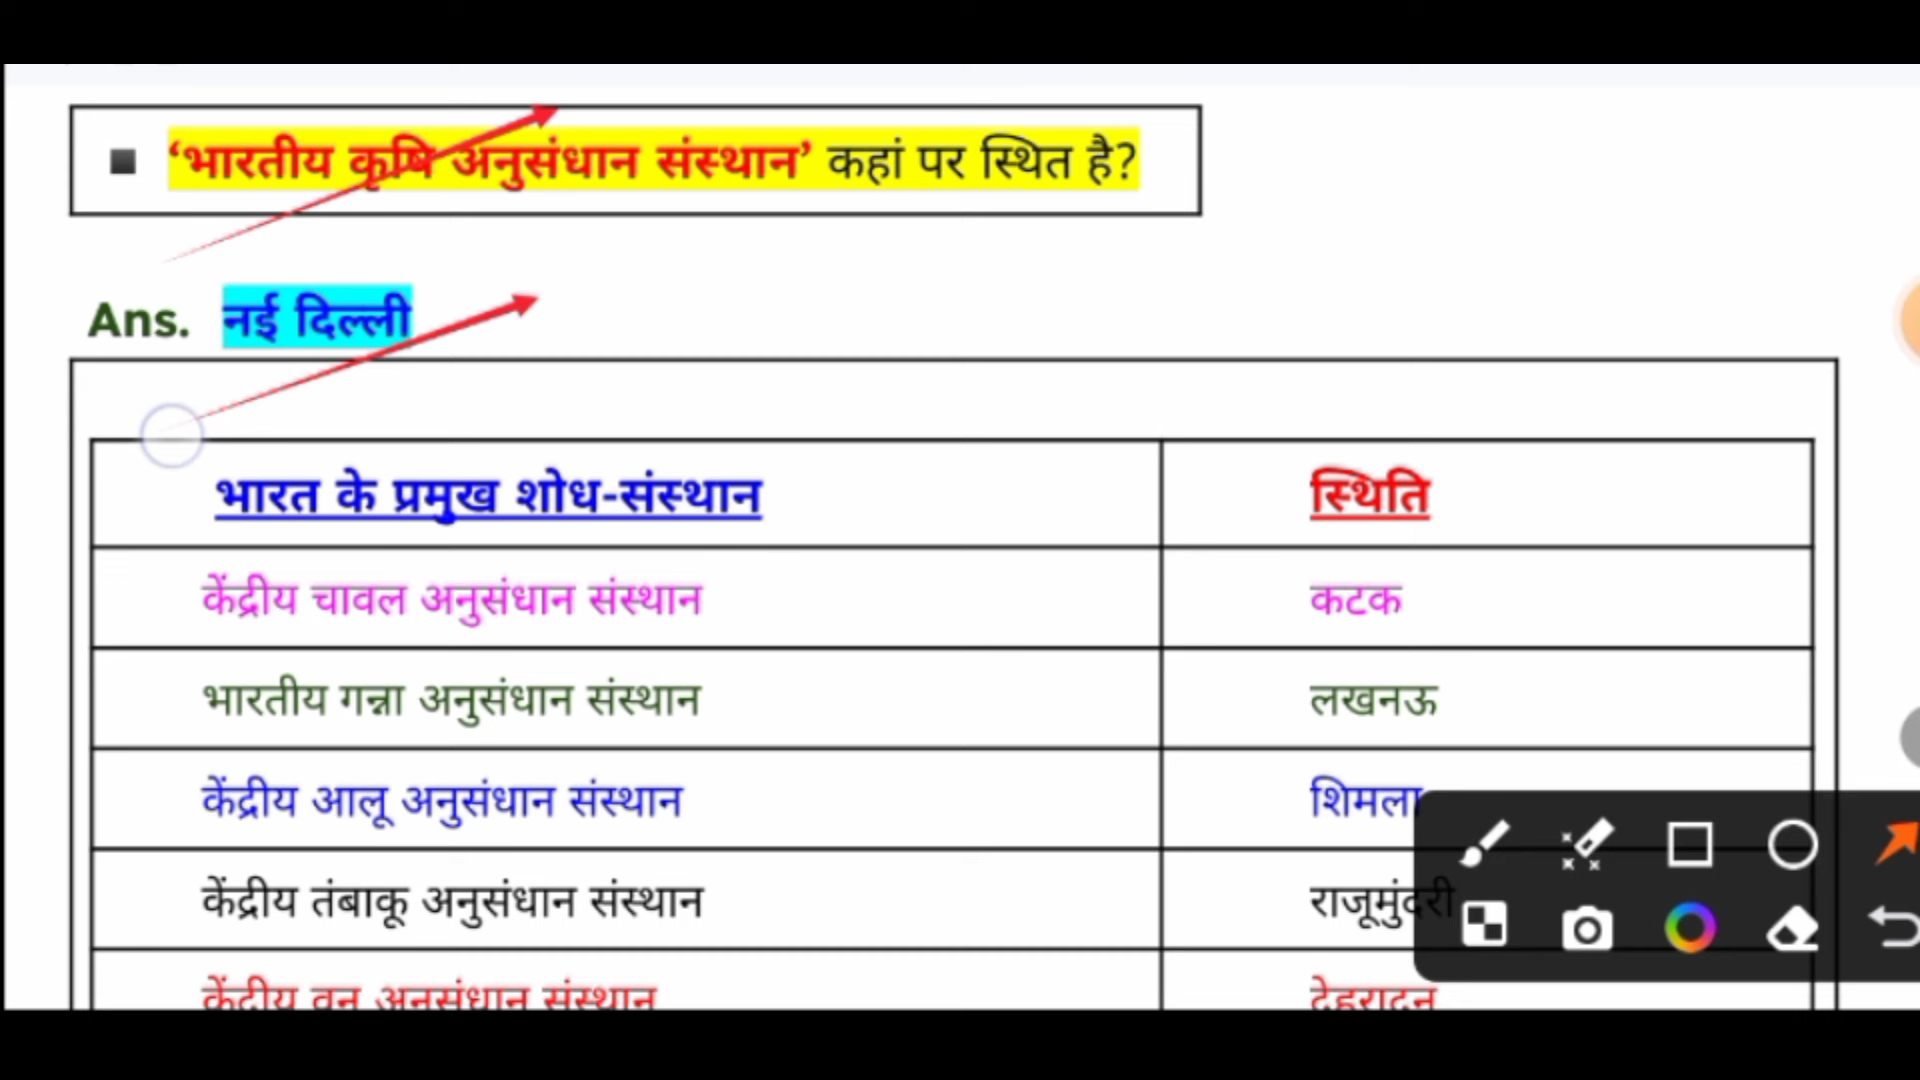 ▪ ‘भारतीय कृषि अनुसंधान संस्थान’ कहां पर स्थित है?
Ans. नई दिल्ली
भारत के प्रमुख शोध-संस्थान स्थिति
केंद्रीय चावल अनुसंधान संस्थान कटक
भारतीय गन्ना अनुसंधान संस्थान लखनऊ
केंद्रीय आलू अनुसंधान संस्थान शिमला
केंद्रीय तंबाकू अनुसंधान संस्थान राजूमुंदरी
केंद्रीय वन अनुसंधान संस्थान देहरादून